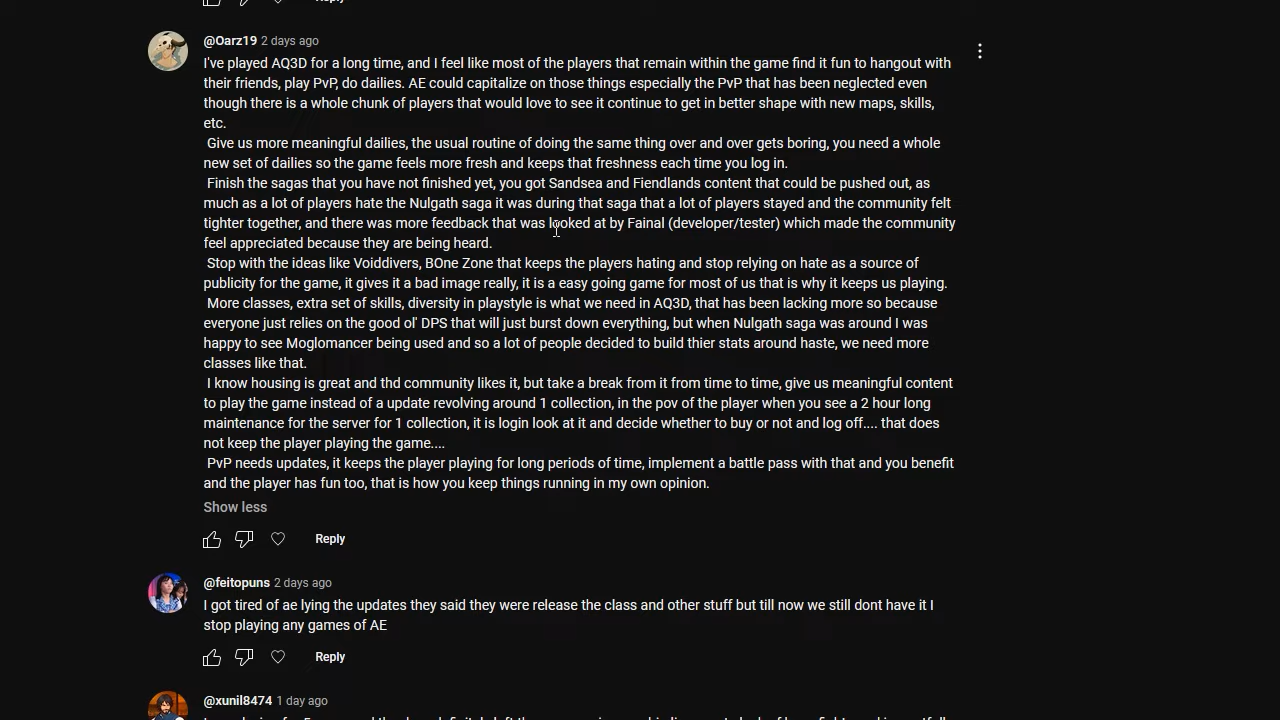 Reply
@Oarz19 2 days ago
I've played AQ3D for a long time, and I feel like most of the players that remain within the game find it fun to hangout with
their friends, play PvP, do dailies. AE could capitalize on those things especially the PvP that has been neglected even
though there is a whole chunk of players that would love to see it continue to get in better shape with new maps, skills,
etc.
Give us more meaningful dailies, the usual routine of doing the same thing over and over gets boring, you need a whole
new set of dailies so the game feels more fresh and keeps that freshness each time you log in.
Finish the sagas that you have not finished yet, you got Sandsea and Fiendlands content that could be pushed out, as
much as a lot of players hate the Nulgath saga it was during that saga that a lot of players stayed and the community felt
tighter together, and there was more feedback that was looked at by Fainal (developer/tester) which made the community
feel appreciated because they are being heard.
Stop with the ideas like Voiddivers, BOne Zone that keeps the players hating and stop relying on hate as a source of
publicity for the game, it gives it a bad image really, it is a easy going game for most of us that is why it keeps us playing.
More classes, extra set of skills, diversity in playstyle is what we need in AQ3D, that has been lacking more so because
everyone just relies on the good ol' DPS that will just burst down everything, but when Nulgath saga was around I was
happy to see Moglomancer being used and so a lot of people decided to build thier stats around haste, we need more
classes like that.
I know housing is great and thd community likes it, but take a break from it from time to time, give us meaningful content
to play the game instead of a update revolving around 1 collection, in the pov of the player when you see a 2 hour long
maintenance for the server for 1 collection, it is login look at it and decide whether to buy or not and log off.... that does
not keep the player playing the game....
PvP needs updates, it keeps the player playing for long periods of time, implement a battle pass with that and you benefit
and the player has fun too, that is how you keep things running in my own opinion.
Show less
Reply
@feitopuns 2 days ago
I got tired of ae lying the updates they said they were release the class and other stuff but till now we still dont have it I
stop playing any games of AE
Reply
@xunil8474 1 day ago